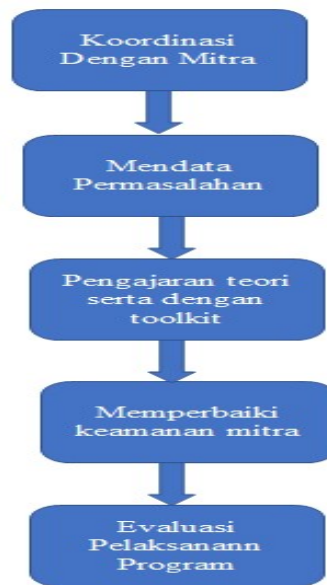 Koordinasi
Dengan Mitra
Mendata
Permasalahan
Pengajaran teori
serta dengan
toolkit
Memperbaiki
keamanan mitra
Evaluasi
Pelaksanann
Program